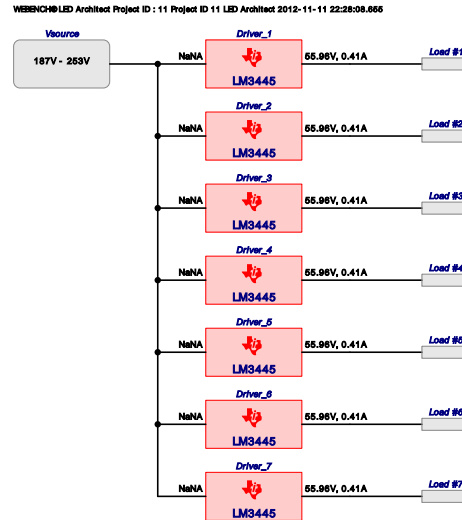 WEBENCH® LED Architect Project ID : 11 Project ID 11 LED Architect 2012-11-11 22:28:08.655
Vsource
187V - 253V
Driver_1
NaNA
LM3445
55.96V, 0.41A
Load #1
Driver_2
NaNA
LM3445
55.96V, 0.41A
Load #2
Driver_3
NaNA
LM3445
55.96V, 0.41A
Load #3
Driver_4
NaNA
LM3445
55.96V, 0.41A
Load #4
Driver_5
NaNA
LM3445
55.96V, 0.41A
Load #5
Driver_6
NaNA
LM3445
55.96V, 0.41A
Load #6
Driver_7
NaNA
LM3445
55.96V, 0.41A
Load #7